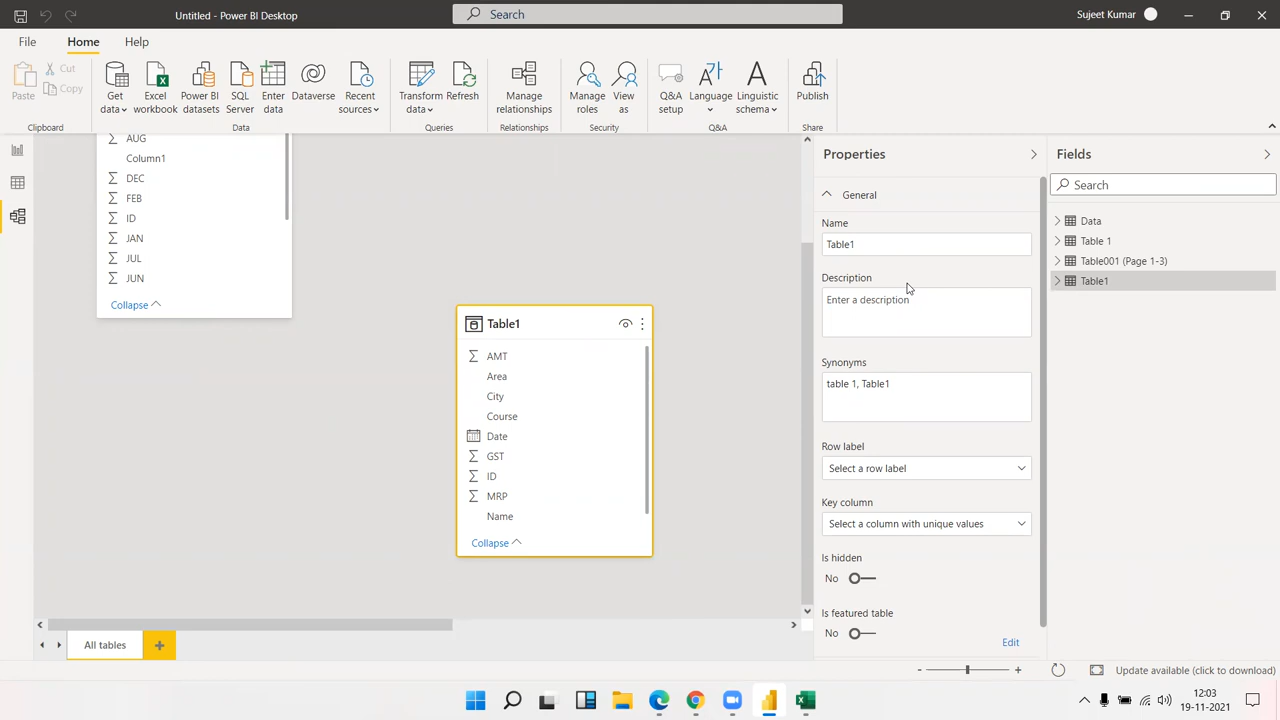 Untitled - Power BI Desktop
Search
Sujeet Kumar
File
Home
Help
Paste
Cut
Copy
Get data
Excel workbook
Power BI datasets
SQL Server
Enter data
Dataverse
Recent sources
Transform data
Refresh
Manage relationships
Manage roles
View as
Q&A setup
Language
Linguistic schema
Publish
Clipboard
Data
Queries
Relationships
Security
Q&A
Share
AUG
Column1
DEC
FEB
ID
JAN
JUL
JUN
Collapse
Table1
AMT
Area
City
Course
Date
GST
ID
MRP
Name
Collapse
Properties
General
Name
Table1
Description
Enter a description
Synonyms
table 1, Table1
Row label
Select a row label
Key column
Select a column with unique values
Is hidden
No
Is featured table
No
Edit
Fields
Search
Data
Table 1
Table001 (Page 1-3)
Table1
All tables
Update available (click to download)
12:03
19-11-2021